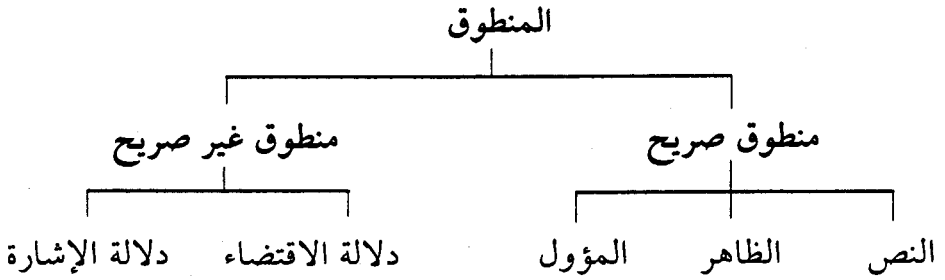 المنطوق
منطوق صريح منطوق غير صريح
النص الظاهر المؤول دلالة الاقتضاء دلالة الإشارة